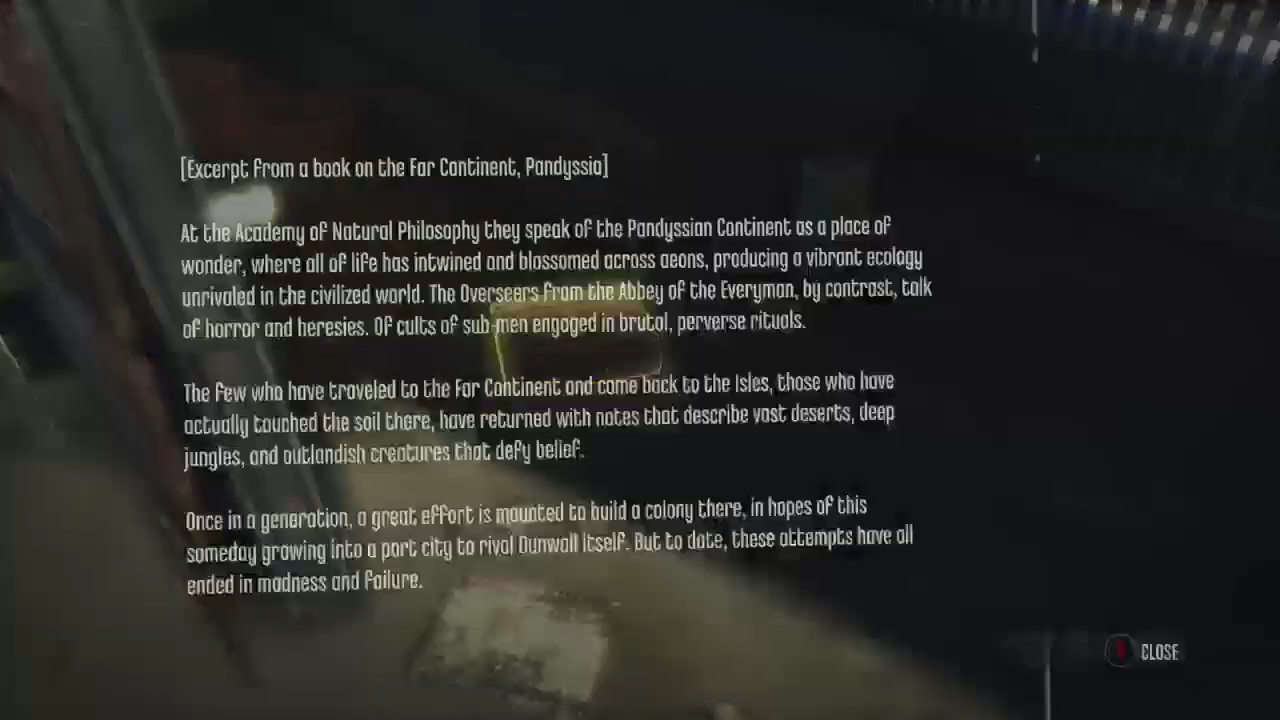 [Excerpt from a book on the Far Continent, Pandyssia]
At the Academy of Natural Philosophy they speak of the Pandyssian Continent as a place of
wonder, where all of life has intwined and blossomed across aeons, producing a vibrant ecology
unrivaled in the civilized world. The Overseers from the Abbey of the Everyman, by contrast, talk
of horror and heresies. Of cults of sub-men engaged in brutal, perverse rituals.
The few who have traveled to the Far Continent and come back to the Isles, those who have
actually touched the soil there, have returned with notes that describe vast deserts, deep
jungles, and outlandish creatures that defy belief.
Once in a generation, a great effort is mounted to build a colony there, in hopes of this
someday growing into a port city to rival Dunwall itself. But to date, these attempts have all
ended in madness and failure.
CLOSE